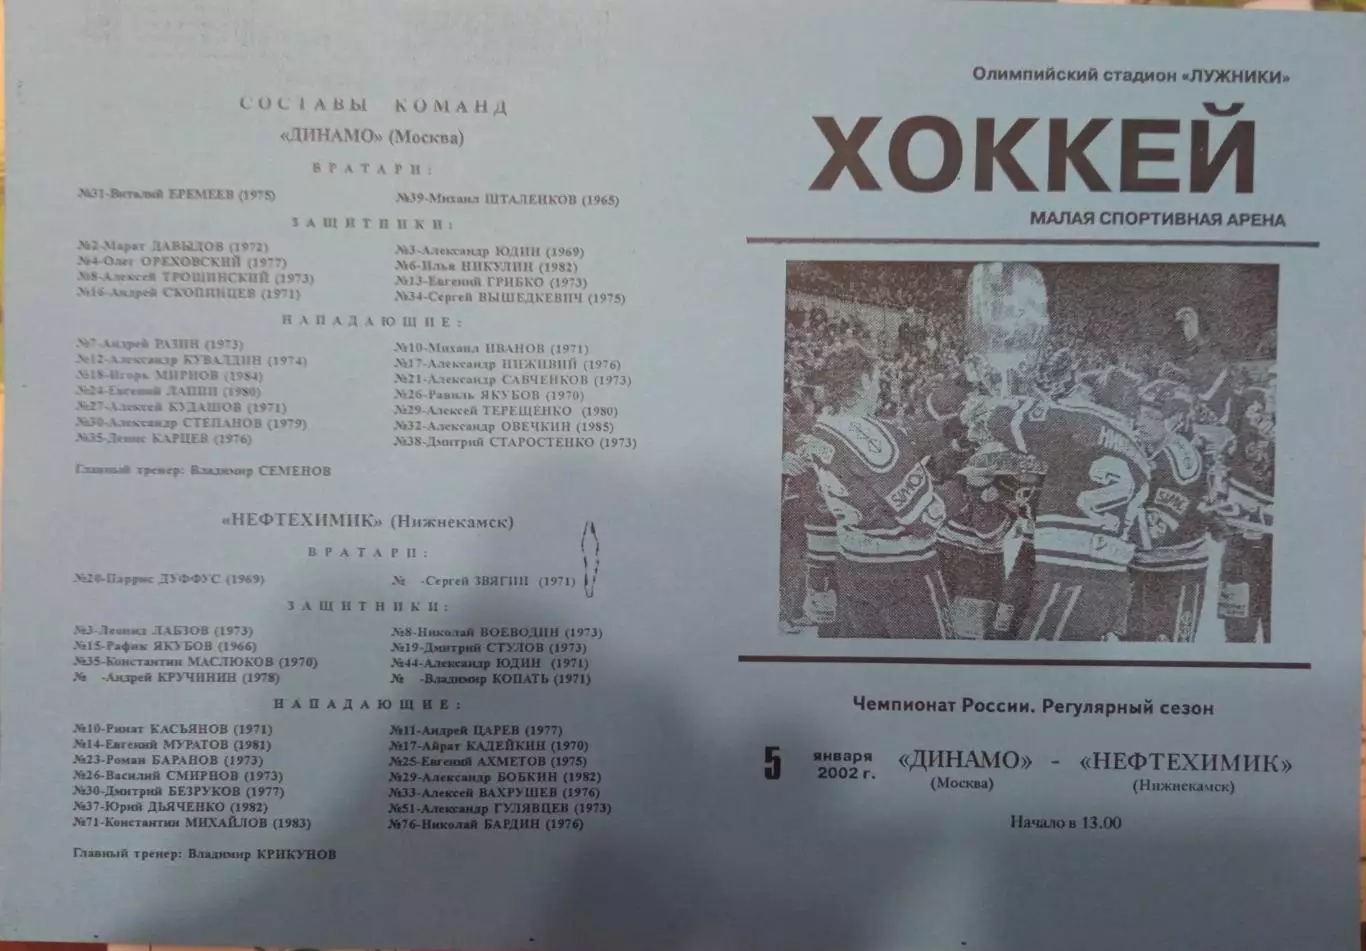 СОСТАВЫ КОМАНД
«ДИНАМО» (Москва)
ВРАТАРИ:
№31-Виталий ЕРЕМЕЕВ (1975) №39-Михаил ШТАЛЕНКОВ (1965)
ЗАЩИТНИКИ:
№2-Марат ДАВЫДОВ (1972) №3-Александр ЮДИН (1969)
№4-Олег ОРЕХОВСКИЙ (1977) №6-Илья НИКУЛИН (1982)
№8-Алексей ТРОЩИНСКИЙ (1973) №13-Евгений ГРИБКО (1973)
№16-Андрей СКОПИНЦЕВ (1971) №34-Сергей ВЫШЕДКЕВИЧ (1975)
НАПАДАЮЩИЕ:
№7-Андрей РАЗИН (1973) №10-Михаил ИВАНОВ (1971)
№12-Александр КУВАЛДИН (1974) №17-Александр НИЖИВИЙ (1976)
№18-Игорь МИРНОВ (1984) №21-Александр САВЧЕНКОВ (1973)
№24-Евгений ЛАПИН (1980) №26-Равиль ЯКУБОВ (1970)
№27-Алексей КУДАШОВ (1971) №29-Алексей ТЕРЕЩЕНКО (1980)
№30-Александр СТЕПАНОВ (1979) №32-Александр ОВЕЧКИН (1985)
№35-Денис КАРЦЕВ (1976) №38-Дмитрий СТАРОСТЕНКО (1973)
Главный тренер: Владимир СЕМЕНОВ
«НЕФТЕХИМИК» (Нижнекамск)
ВРАТАРИ:
№20-Паррис ДУФФУС (1969) № -Сергей ЗВЯГИН (1971)
ЗАЩИТНИКИ:
№3-Леонид ЛАБЗОВ (1973) №8-Николай ВОЕВОДИН (1973)
№15-Рафик ЯКУБОВ (1966) №19-Дмитрий СТУЛОВ (1973)
№35-Константин МАСЛЮКОВ (1970) №44-Александр ЮДИН (1971)
№ -Андрей КРУЧИНИН (1978) № -Владимир КОПАТЬ (1971)
НАПАДАЮЩИЕ:
№10-Ринат КАСЬЯНОВ (1971) №11-Андрей ЦАРЕВ (1977)
№14-Евгений МУРАТОВ (1981) №17-Айрат КАДЕЙКИН (1970)
№23-Роман БАРАНОВ (1973) №25-Евгений АХМЕТОВ (1975)
№26-Василий СМИРНОВ (1973) №29-Александр БОБКИН (1982)
№30-Дмитрий БЕЗРУКОВ (1977) №33-Алексей ВАХРУШЕВ (1976)
№37-Юрий ДЬЯЧЕНКО (1982) №51-Александр ГУЛЯВЦЕВ (1973)
№71-Константин МИХАЙЛОВ (1983) №76-Николай БАРДИН (1976)
Главный тренер: Владимир КРИКУНОВ
Олимпийский стадион «ЛУЖНИКИ»
ХОККЕЙ
МАЛАЯ СПОРТИВНАЯ АРЕНА
SIMO
2
Чемпионат России. Регулярный сезон
5 января 2002 г. «ДИНАМО» - «НЕФТЕХИМИК»
(Москва) (Нижнекамск)
Начало в 13.00